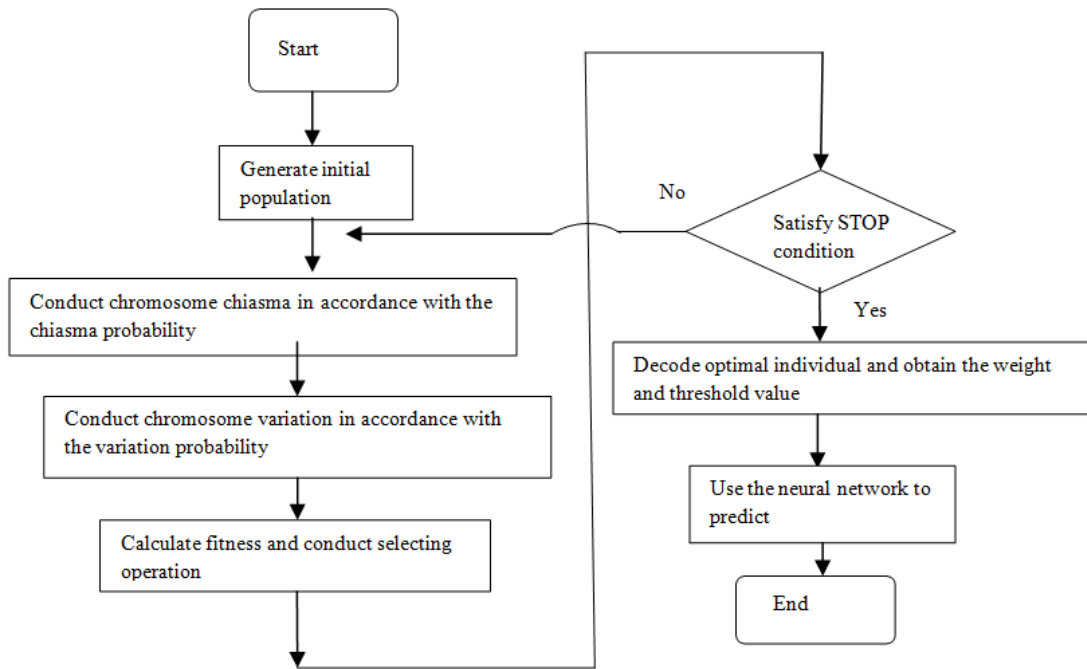 Start
Generate initial
population
Conduct chromosome chiasma in accordance with the
chiasma probability
Conduct chromosome variation in accordance with
the variation probability
Calculate fitness and conduct selecting
operation
No
Satisfy STOP
condition
Yes
Decode optimal individual and obtain the weight
and threshold value
Use the neural network to
predict
End